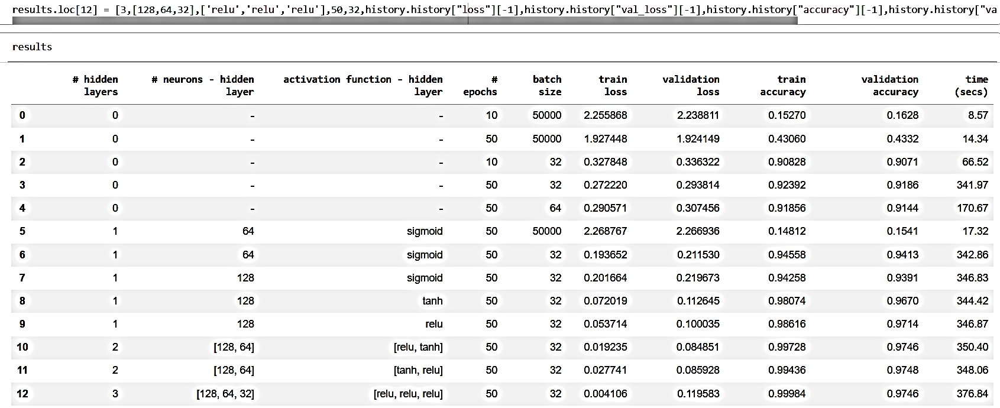 results.loc[12] = [3,[128,64,32],['relu','relu','relu'],50,32,history.history["loss"][-1],history.history["val_loss"][-1],history.history["accuracy"][-1],history.history["va
results
# hidden layers # neurons - hidden layer activation function - hidden layer # epochs batch size train loss validation loss train accuracy validation accuracy time (secs)
0 0 - - 10 50000 2.255868 2.238811 0.15270 0.1628 8.57
1 0 - - 50 50000 1.927448 1.924149 0.43060 0.4332 14.34
2 0 - - 10 32 0.327848 0.336322 0.90828 0.9071 66.52
3 0 - - 50 32 0.272220 0.293814 0.92392 0.9186 341.97
4 0 - - 50 64 0.290571 0.307456 0.91856 0.9144 170.67
5 1 64 sigmoid 50 50000 2.268767 2.266936 0.14812 0.1541 17.32
6 1 64 sigmoid 50 32 0.193652 0.211530 0.94558 0.9413 342.86
7 1 128 sigmoid 50 32 0.201664 0.219673 0.94258 0.9391 346.83
8 1 128 tanh 50 32 0.072019 0.112645 0.98074 0.9670 344.42
9 1 128 relu 50 32 0.053714 0.100035 0.98616 0.9714 346.87
10 2 [128, 64] [relu, tanh] 50 32 0.019235 0.084851 0.99728 0.9746 350.40
11 2 [128, 64] [tanh, relu] 50 32 0.027741 0.085928 0.99436 0.9748 348.06
12 3 [128, 64, 32] [relu, relu, relu] 50 32 0.004106 0.119583 0.99984 0.9746 376.84